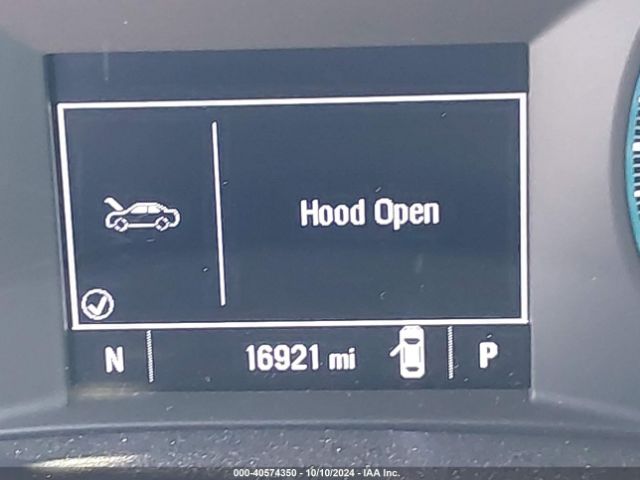 Hood Open
N 16921 mi P
000-40574350 - 10/10/2024 - IAA Inc.